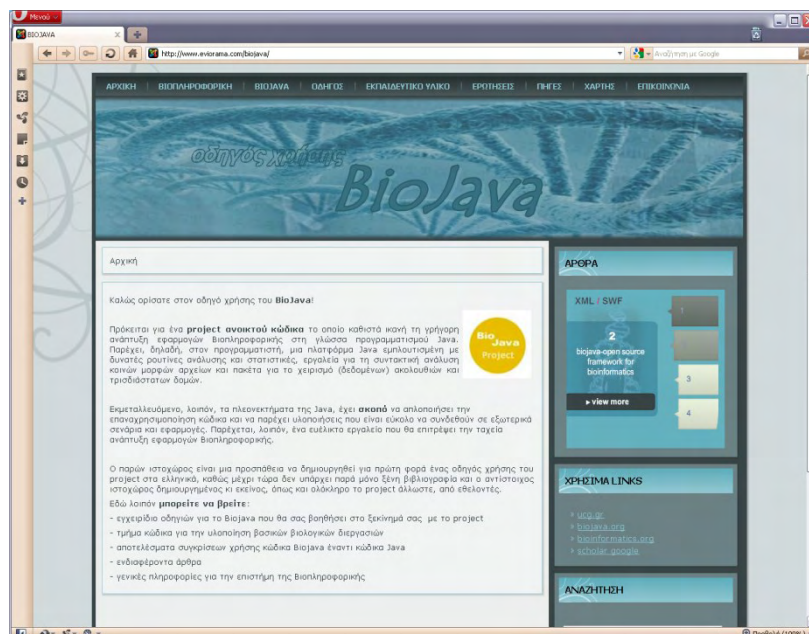 Μενού
BIOJAVA
http://www.eviorama.com/biojava/
Αναζήτηση με Google
ΑΡΧΙΚΗ ΒΙΟΠΛΗΡΟΦΟΡΙΚΗ BIOJAVA ΟΔΗΓΟΣ ΕΚΠΑΙΔΕΥΤΙΚΟ ΥΛΙΚΟ ΕΡΩΤΗΣΕΙΣ ΠΗΓΕΣ ΧΑΡΤΗΣ ΕΠΙΚΟΙΝΩΝΙΑ
οδηγός χρήσης
BioJava
Αρχική
Καλώς ορίσατε στον οδηγό χρήσης του BioJava!
Πρόκειται για ένα project ανοικτού κώδικα το οποίο καθιστά ικανή τη γρήγορη
ανάπτυξη εφαρμογών Βιοπληροφορικής στη γλώσσα προγραμματισμού Java.
Παρέχει, δηλαδή, στον προγραμματιστή, μια πλατφόρμα Java εμπλουτισμένη με
δυνατές ρουτίνες ανάλυσης και στατιστικές, εργαλεία για τη συντακτική ανάλυση
κοινών μορφών αρχείων και πακέτα για το χειρισμό (δεδομένων) ακολουθιών και
τρισδιάστατων δομών.
Bio
Java
Project
Εκμεταλλευόμενο, λοιπόν, τα πλεονεκτήματα της Java, έχει σκοπό να απλοποιήσει την
επαναχρησιμοποίηση κώδικα και να παρέχει υλοποιήσεις που είναι εύκολο να συνδεθούν σε εξωτερικά
σενάρια και εφαρμογές. Παρέχεται, λοιπόν, ένα ευέλικτο εργαλείο που θα επιτρέψει την ταχεία
ανάπτυξη εφαρμογών Βιοπληροφορικής.
Ο παρών ιστοχώρος είναι μια προσπάθεια να δημιουργηθεί για πρώτη φορά ένας οδηγός χρήσης του
project στα ελληνικά, καθώς μέχρι τώρα δεν υπάρχει παρά μόνο ξένη βιβλιογραφία και ο αντίστοιχος
ιστοχώρος δημιουργημένος κι εκείνος, όπως και ολόκληρο το project άλλωστε, από εθελοντές.
Εδώ λοιπόν μπορείτε να βρείτε:
- εγχειρίδιο οδηγιών για το BioJava που θα σας βοηθήσει στο ξεκίνημά σας με το project
- τμήμα κώδικα για την υλοποίηση βασικών βιολογικών διεργασιών
- αποτελέσματα συγκρίσεων χρήσης κώδικα BioJava έναντι κώδικα Java
- ενδιαφέροντα άρθρα
- γενικές πληροφορίες για την επιστήμη της Βιοπληροφορικής
ΑΡΘΡΑ
XML / SWF
1
2
biojava-open source
framework for
bioinformatics
view more
3
4
ΧΡΗΣΙΜΑ LINKS
ucg.gr
biojava.org
bioinformatics.org
scholar google
ΑΝΑΖΗΤΗΣΗ
Προβολή (100%)